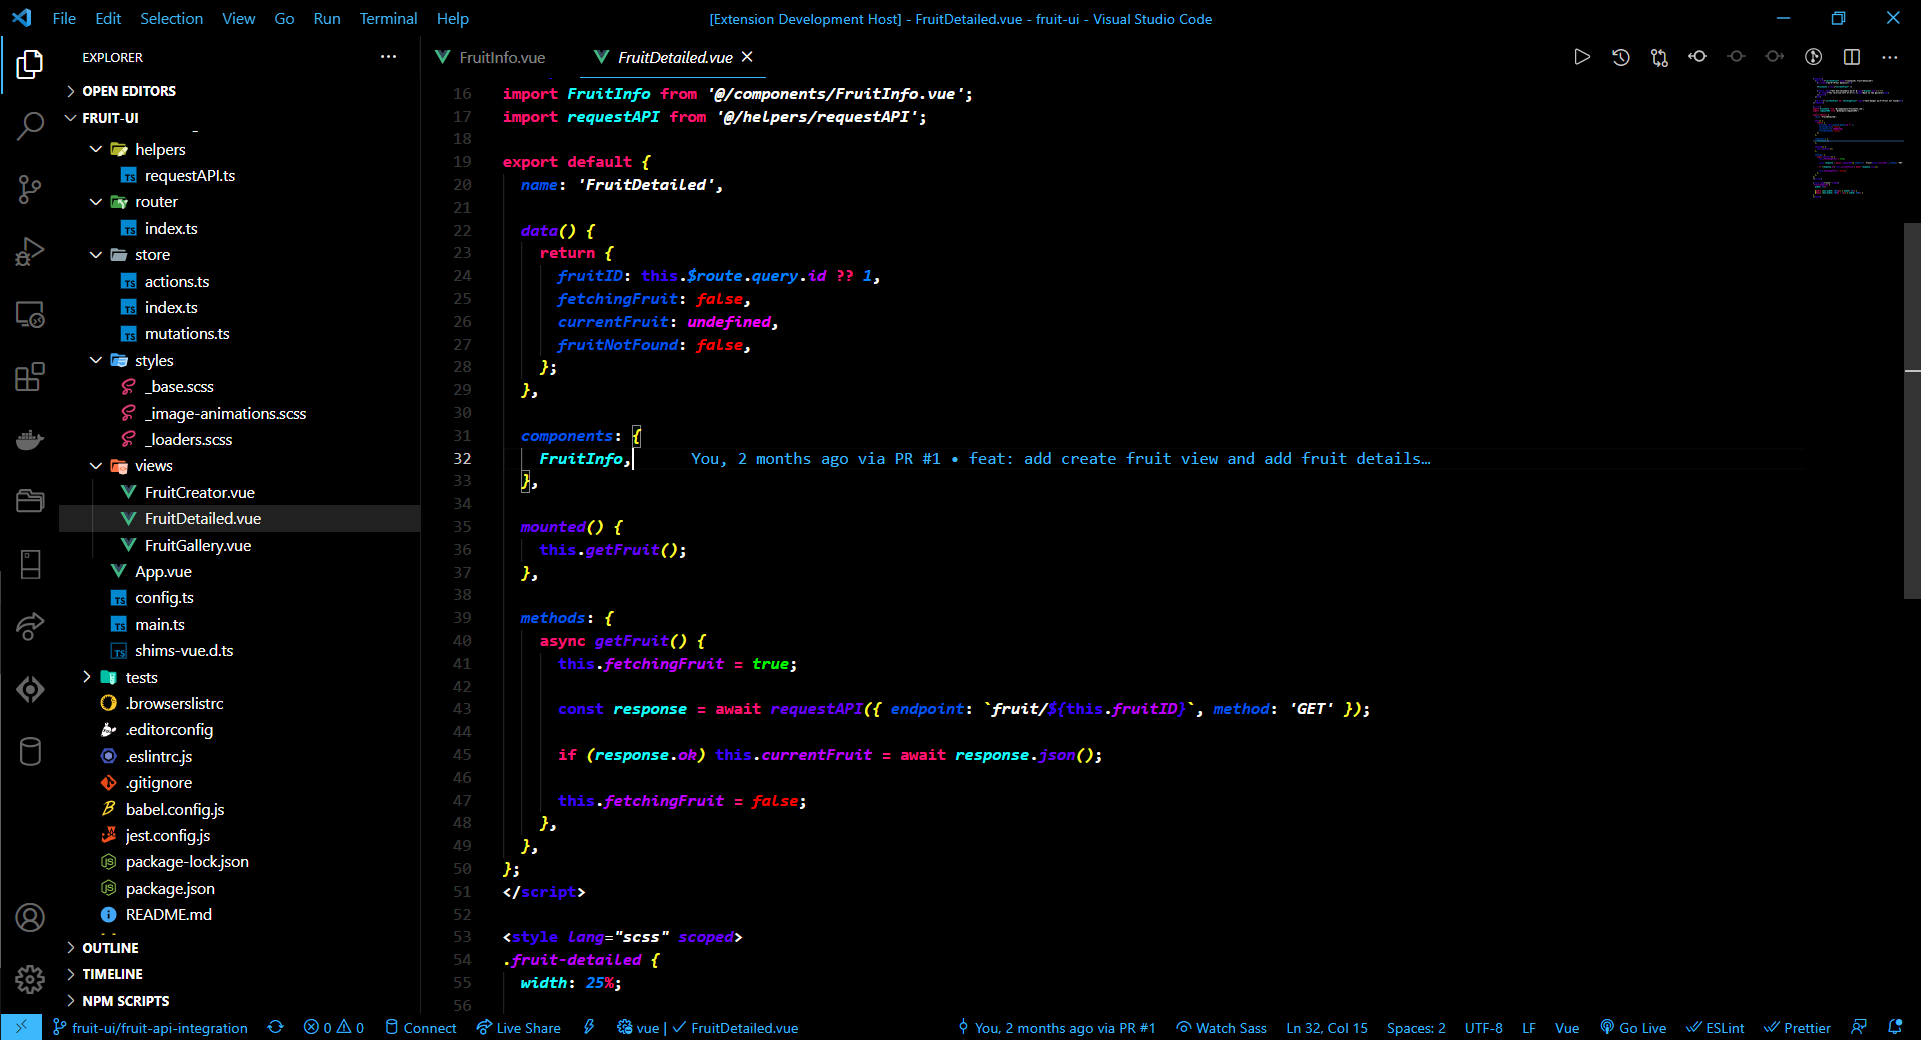 File Edit Selection View Go Run Terminal Help
[Extension Development Host] - FruitDetailed.vue - fruit-ui - Visual Studio Code
EXPLORER
OPEN EDITORS
FRUIT-UI
helpers
TS requestAPI.ts
router
TS index.ts
store
TS actions.ts
TS index.ts
TS mutations.ts
styles
_base.scss
_image-animations.scss
_loaders.scss
views
FruitCreator.vue
FruitDetailed.vue
FruitGallery.vue
App.vue
TS config.ts
TS main.ts
TS shims-vue.d.ts
tests
.browserslistrc
.editorconfig
.eslintrc.js
.gitignore
babel.config.js
jest.config.js
package-lock.json
package.json
README.md
OUTLINE
TIMELINE
NPM SCRIPTS
FruitInfo.vue FruitDetailed.vue
16 import FruitInfo from '@/components/FruitInfo.vue';
17 import requestAPI from '@/helpers/requestAPI';
18
19 export default {
20 name: 'FruitDetailed',
21
22 data() {
23 return {
24 fruitID: this.$route.query.id ?? 1,
25 fetchingFruit: false,
26 currentFruit: undefined,
27 fruitNotFound: false,
28 };
29 },
30
31 components: {
32 FruitInfo, You, 2 months ago via PR #1 • feat: add create fruit view and add fruit details…
33 },
34
35 mounted() {
36 this.getFruit();
37 },
38
39 methods: {
40 async getFruit() {
41 this.fetchingFruit = true;
42
43 const response = await requestAPI({ endpoint: `fruit/${this.fruitID}`, method: 'GET' });
44
45 if (response.ok) this.currentFruit = await response.json();
46
47 this.fetchingFruit = false;
48 },
49 },
50 };
51 </script>
52
53 <style lang="scss" scoped>
54 .fruit-detailed {
55 width: 25%;
56
fruit-ui/fruit-api-integration 0 0 Connect Live Share vue | FruitDetailed.vue You, 2 months ago via PR #1 Watch Sass Ln 32, Col 15 Spaces: 2 UTF-8 LF Vue Go Live ESLint Prettier